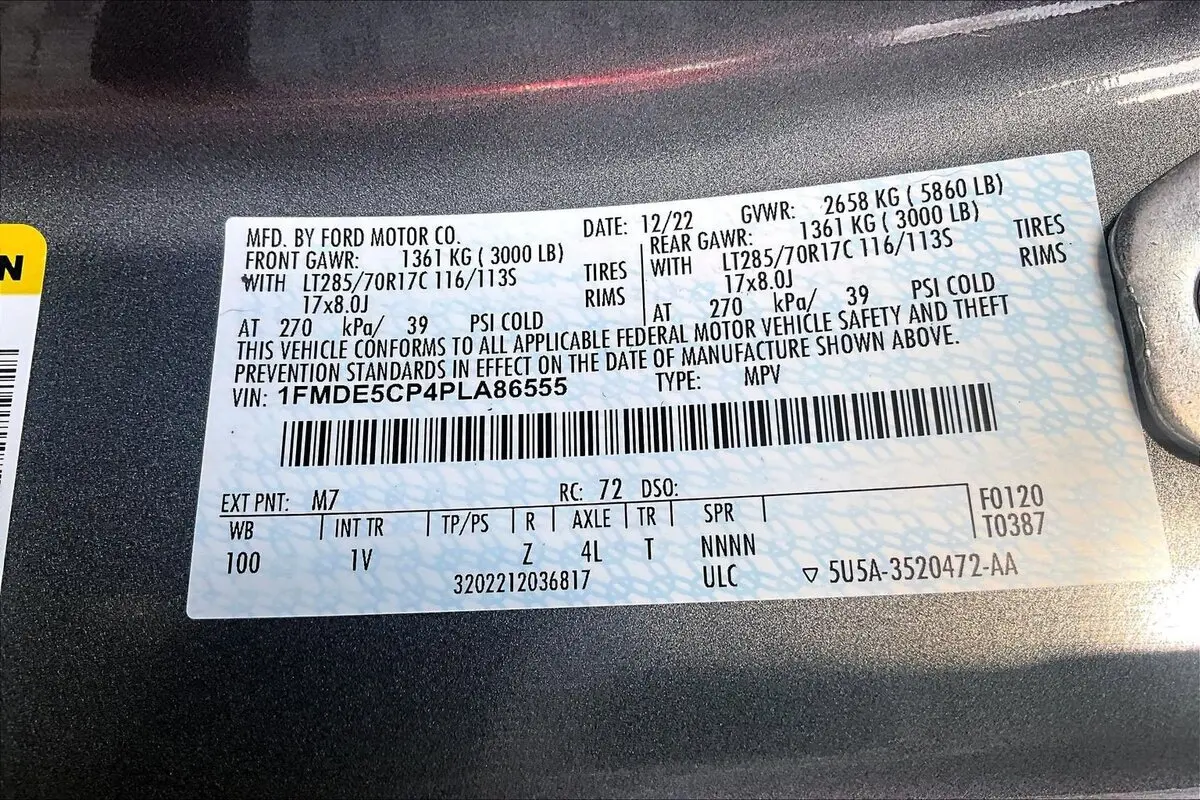 N
MFD. BY FORD MOTOR CO. DATE: 12/22 GVWR: 2658 KG ( 5860 LB)
FRONT GAWR: 1361 KG ( 3000 LB) REAR GAWR: 1361 KG ( 3000 LB)
WITH LT285/70R17C 116/113S TIRES WITH LT285/70R17C 116/113S TIRES
17x8.0J RIMS 17x8.0J RIMS
AT 270 kPa/ 39 PSI COLD AT 270 kPa/ 39 PSI COLD
THIS VEHICLE CONFORMS TO ALL APPLICABLE FEDERAL MOTOR VEHICLE SAFETY AND THEFT
PREVENTION STANDARDS IN EFFECT ON THE DATE OF MANUFACTURE SHOWN ABOVE.
VIN: 1FMDE5CP4PLA86555 TYPE: MPV
EXT PNT: M7 RC: 72 DSO:
WB INT TR TP/PS R AXLE TR SPR F0120
T0387
100 1V Z 4L T NNNN
3202212036817 ULC ▽ 5U5A-3520472-AA